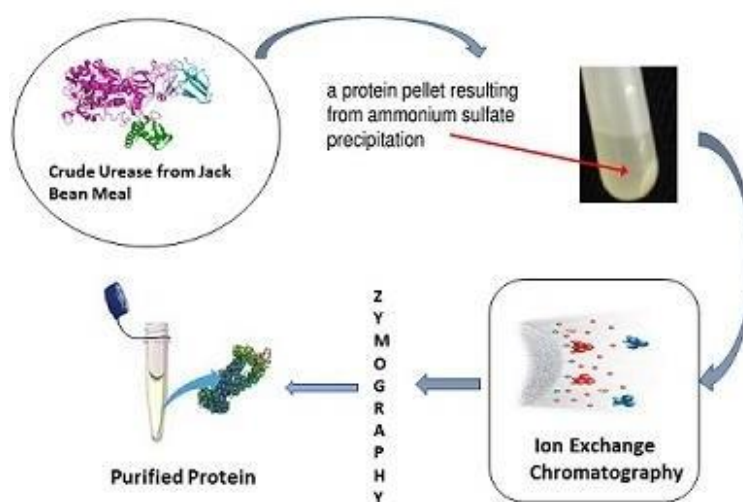 a protein pellet resulting
from ammonium sulfate
precipitation
Crude Urease from Jack
Bean Meal
Z
Y
M
O
G
R
A
P
H
Y
Ion Exchange
Chromatography
Purified Protein